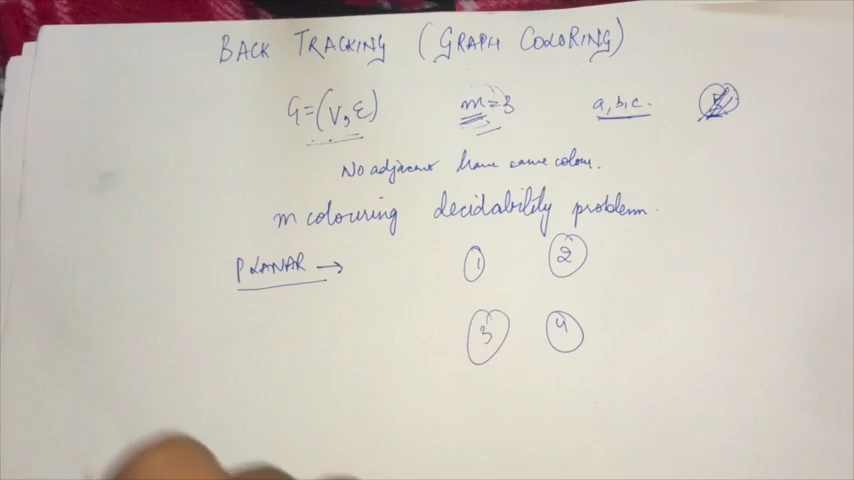 BACK TRACKING (GRAPH COLORING)
G=(V,E) m=3 a,b,c.
No adjacent have same colour.
m colouring decidability problem.
PLANAR → 1 2
3 4